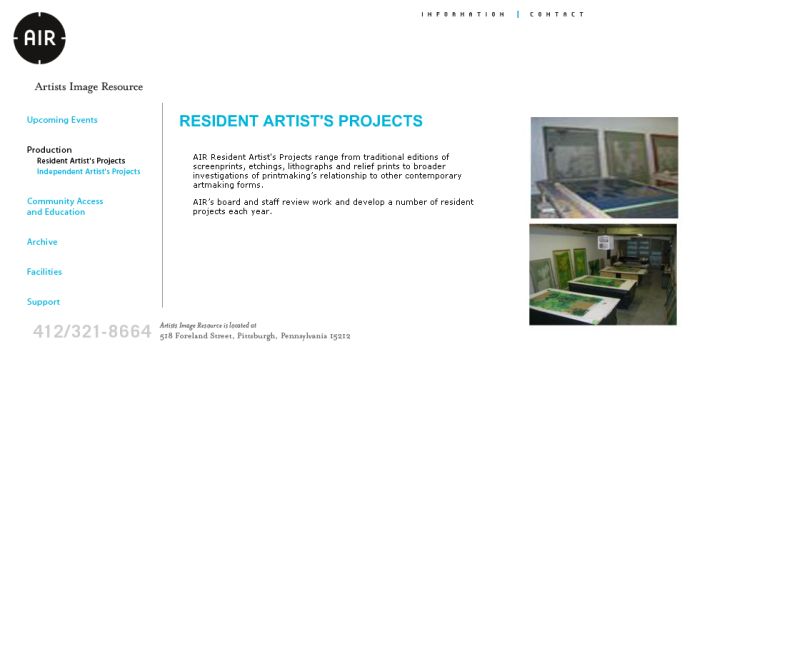 INFORMATION | CONTACT
AIR
Artists Image Resource
Upcoming Events
Production
Resident Artist's Projects
Independent Artist's Projects
Community Access
and Education
Archive
Facilities
Support
RESIDENT ARTIST'S PROJECTS
AIR Resident Artist's Projects range from traditional editions of
screenprints, etchings, lithographs and relief prints to broader
investigations of printmaking's relationship to other contemporary
artmaking forms.
AIR's board and staff review work and develop a number of resident
projects each year.
412/321-8664
Artists Image Resource is located at
518 Foreland Street, Pittsburgh, Pennsylvania 15212